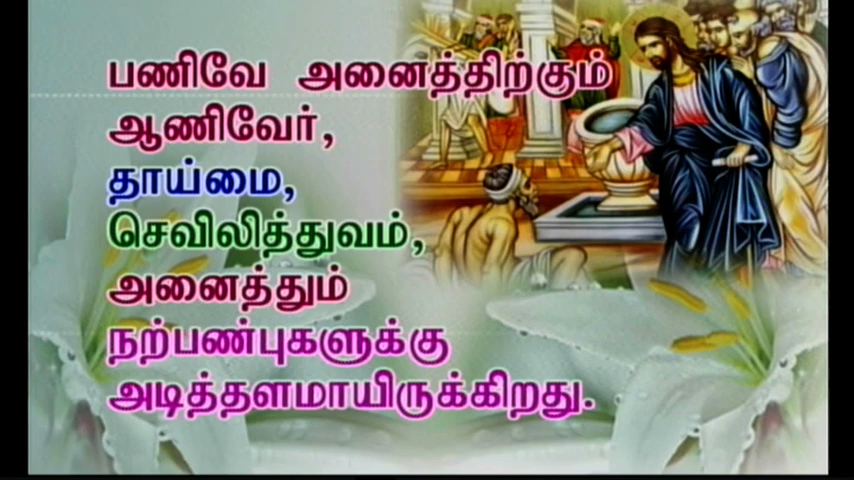 பணிவே அனைத்திற்கும்
ஆணிவேர்,
தாய்மை,
செவிலித்துவம்,
அனைத்தும்
நற்பண்புகளுக்கு
அடித்தளமாயிருக்கிறது.